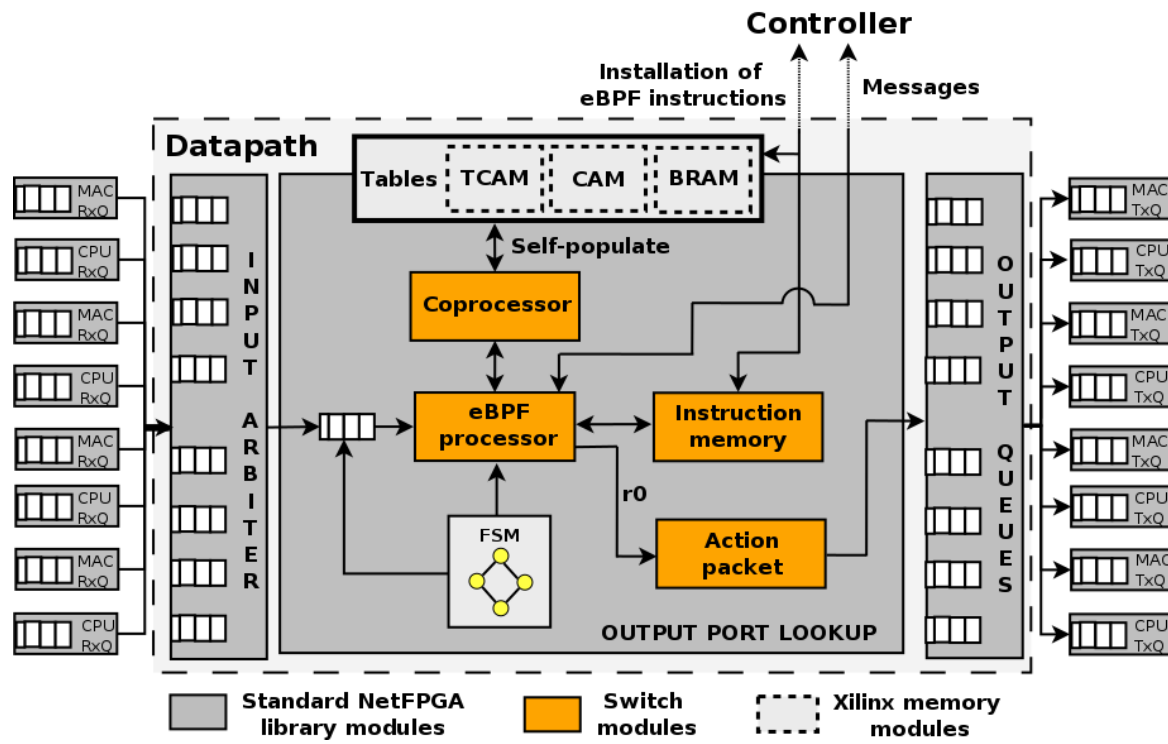 Controller
Installation of
eBPF instructions
Messages
Datapath
Tables
TCAM
CAM
BRAM
Self-populate
Coprocessor
eBPF
processor
Instruction
memory
r0
FSM
Action
packet
OUTPUT PORT LOOKUP
INPUT ARBITER
OUTPUT QUEUES
MAC
RxQ
CPU
RxQ
MAC
RxQ
CPU
RxQ
MAC
RxQ
CPU
RxQ
MAC
RxQ
CPU
RxQ
MAC
TxQ
CPU
TxQ
MAC
TxQ
CPU
TxQ
MAC
TxQ
CPU
TxQ
MAC
TxQ
CPU
TxQ
Standard NetFPGA
library modules
Switch
modules
Xilinx memory
modules